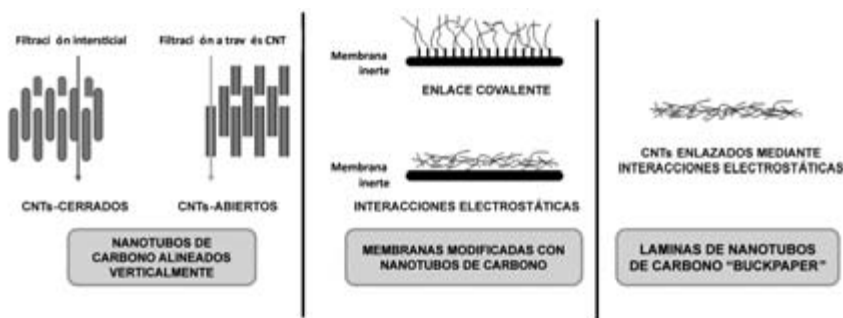 Filtraci ón intersticial
Filtraci ón a trav és CNT
CNTs-CERRADOS
CNTs-ABIERTOS
NANOTUBOS DE
CARBONO ALINEADOS
VERTICALMENTE
Membrana
inerte
ENLACE COVALENTE
Membrana
inerte
INTERACCIONES ELECTROSTÁTICAS
MEMBRANAS MODIFICADAS CON
NANOTUBOS DE CARBONO
CNTs ENLAZADOS MEDIANTE
INTERACCIONES ELECTROSTÁTICAS
LAMINAS DE NANOTUBOS
DE CARBONO “BUCKPAPER”